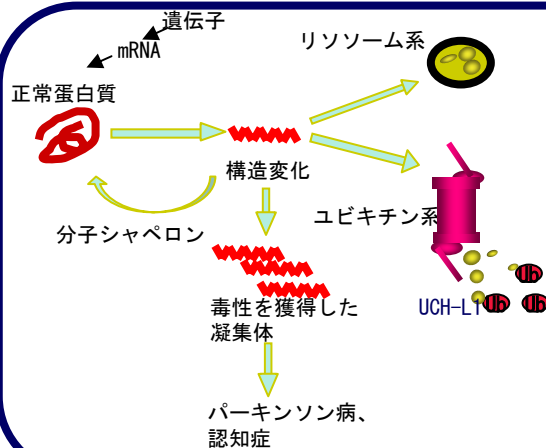 遺伝子
mRNA
正常蛋白質
リソソーム系
構造変化
分子シャペロン
ユビキチン系
毒性を獲得した
凝集体
UCH-L1
Ub
Ub
Ub
パーキンソン病、
認知症